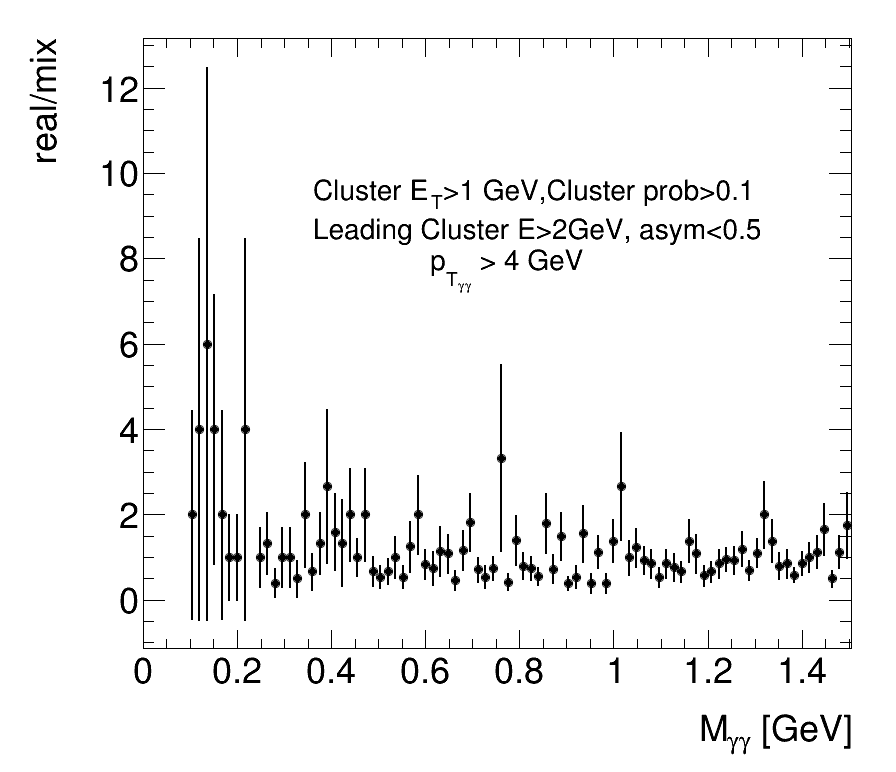 real/mix
12
10
8
6
4
2
0
Cluster E_T>1 GeV,Cluster prob>0.1
Leading Cluster E>2GeV, asym<0.5
p_Tγγ > 4 GeV
0 0.2 0.4 0.6 0.8 1 1.2 1.4
M_γγ [GeV]